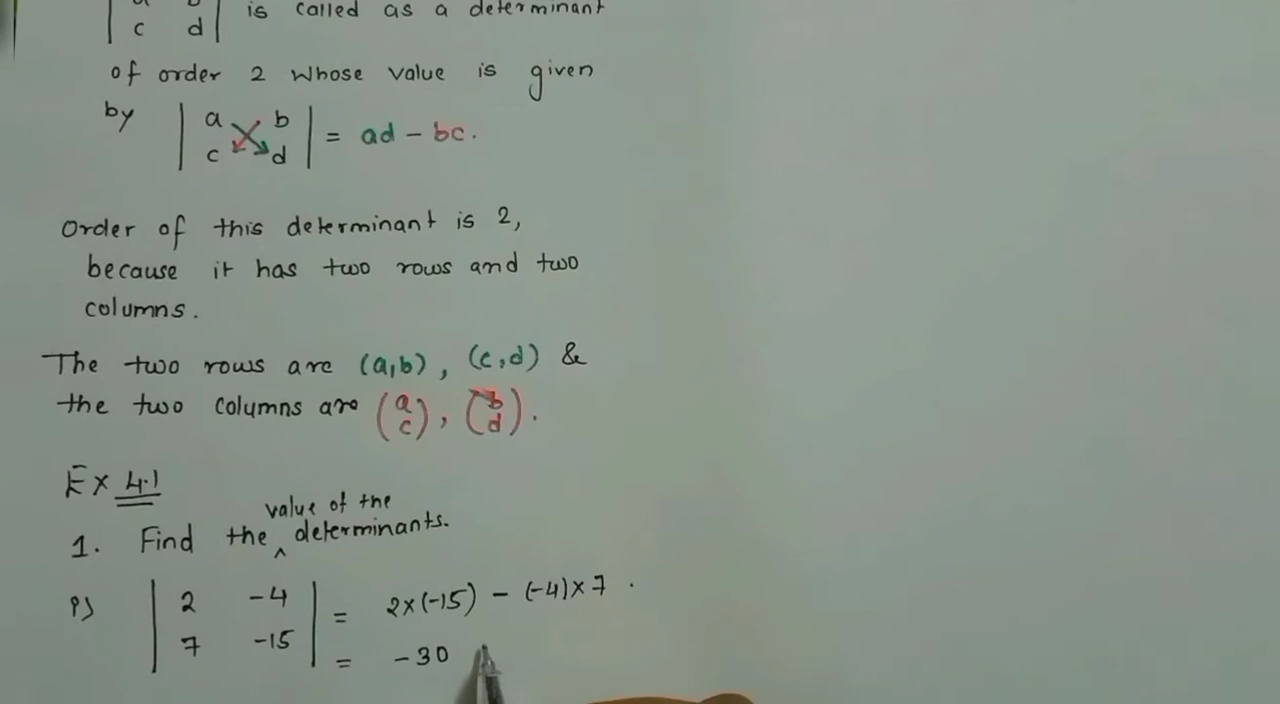 c d is called as a determinant
of order 2 whose value is given
by | a b c d | = ad - bc.
Order of this determinant is 2,
because it has two rows and two
columns.
The two rows are (a,b), (c,d) &
the two columns are (a c), (b d).
Ex 4.1
1. Find the ^ value of the determinants.
| 2 -4 | = 2×(-15) - (-4)×7 .
| 7 -15 | = -30